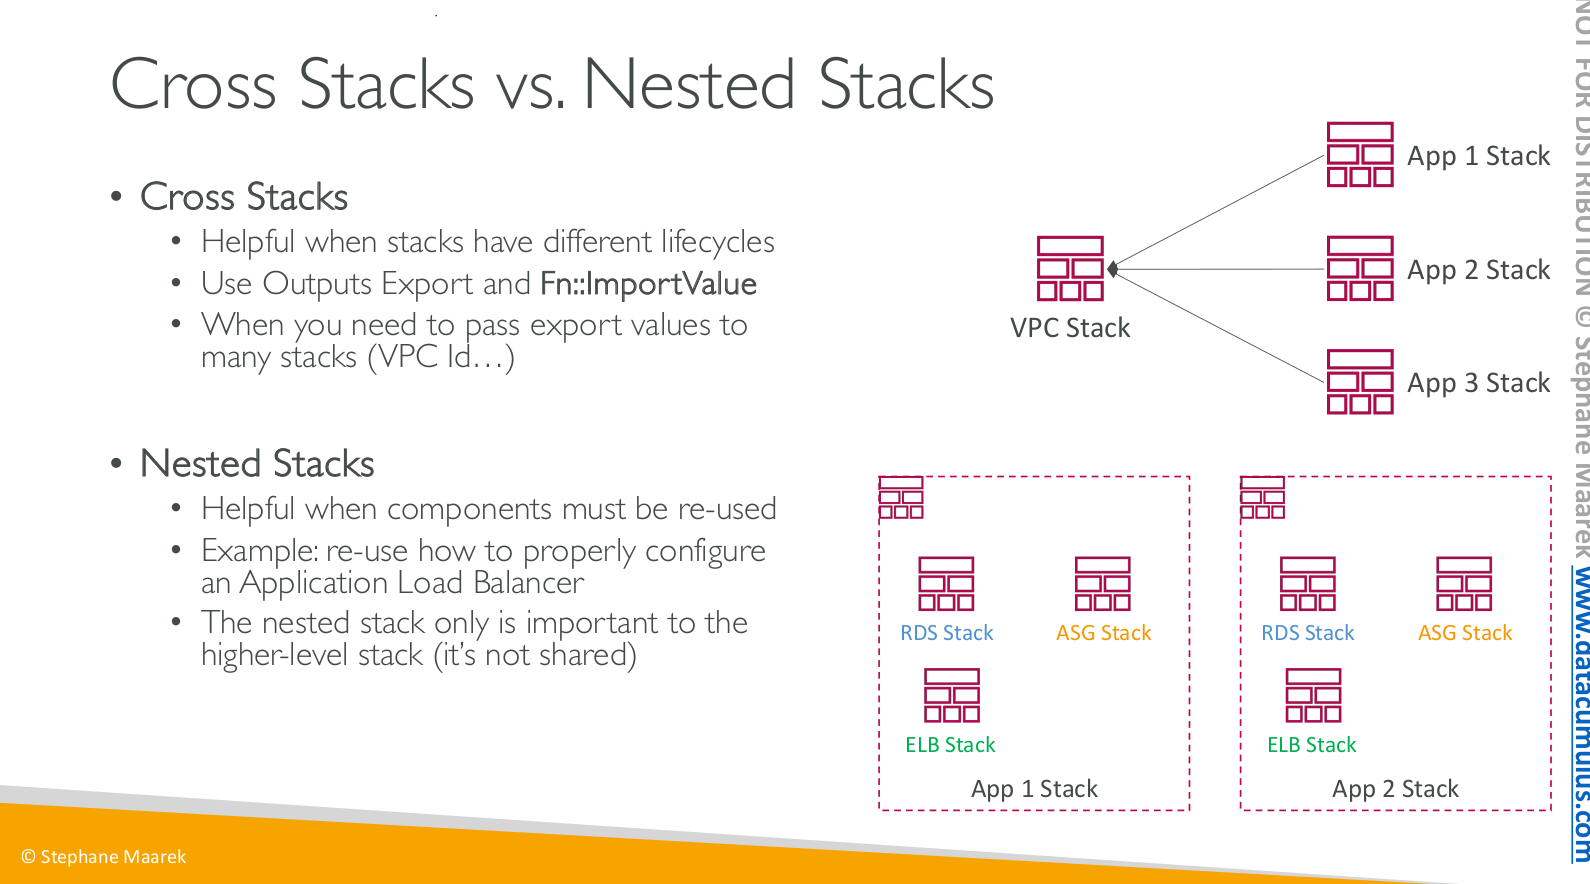 Cross Stacks vs. Nested Stacks
• Cross Stacks
• Helpful when stacks have different lifecycles
• Use Outputs Export and Fn::ImportValue
• When you need to pass export values to
many stacks (VPC Id…)
• Nested Stacks
• Helpful when components must be re-used
• Example: re-use how to properly configure
an Application Load Balancer
• The nested stack only is important to the
higher-level stack (it's not shared)
App 1 Stack
App 2 Stack
VPC Stack
App 3 Stack
RDS Stack
ASG Stack
ELB Stack
App 1 Stack
RDS Stack
ASG Stack
ELB Stack
App 2 Stack
© Stephane Maarek
NOT FOR DISTRIBUTION © Stephane Maarek www.datacumulus.com